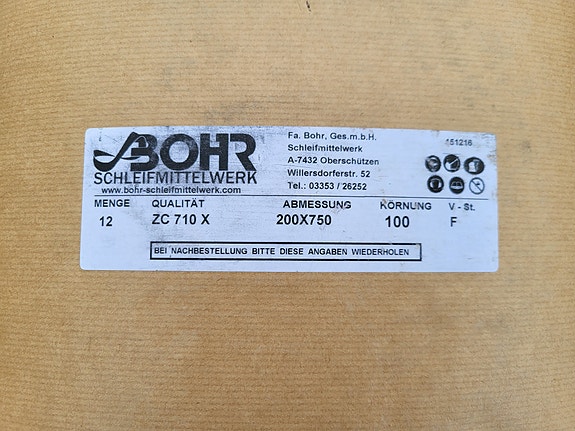 BOHR
SCHLEIFMITTELWERK
www.bohr-schleifmittelwerk.com
Fa. Bohr, Ges.m.b.H.
Schleifmittelwerk
A-7432 Oberschützen
Willersdorferstr. 52
Tel.: 03353 / 26252
151216
MENGE QUALITÄT ABMESSUNG KÖRNUNG V - St.
12 ZC 710 X 200X750 100 F
BEI NACHBESTELLUNG BITTE DIESE ANGABEN WIEDERHOLEN